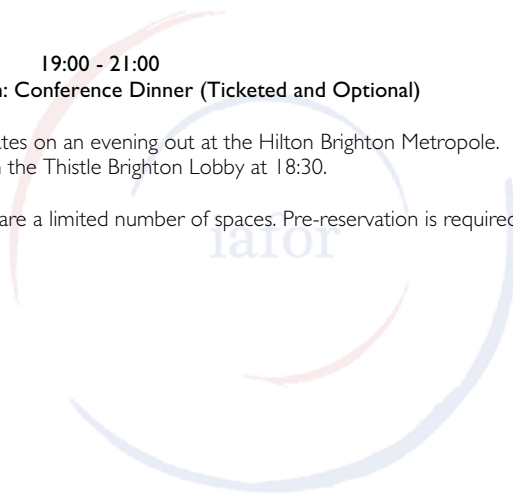 19:00 - 21:00
: Conference Dinner (Ticketed and Optional)
on an evening out at the Hilton Brighton Metropole.
the Thistle Brighton Lobby at 18:30.
are a limited number of spaces. Pre-reservation is required
iafor